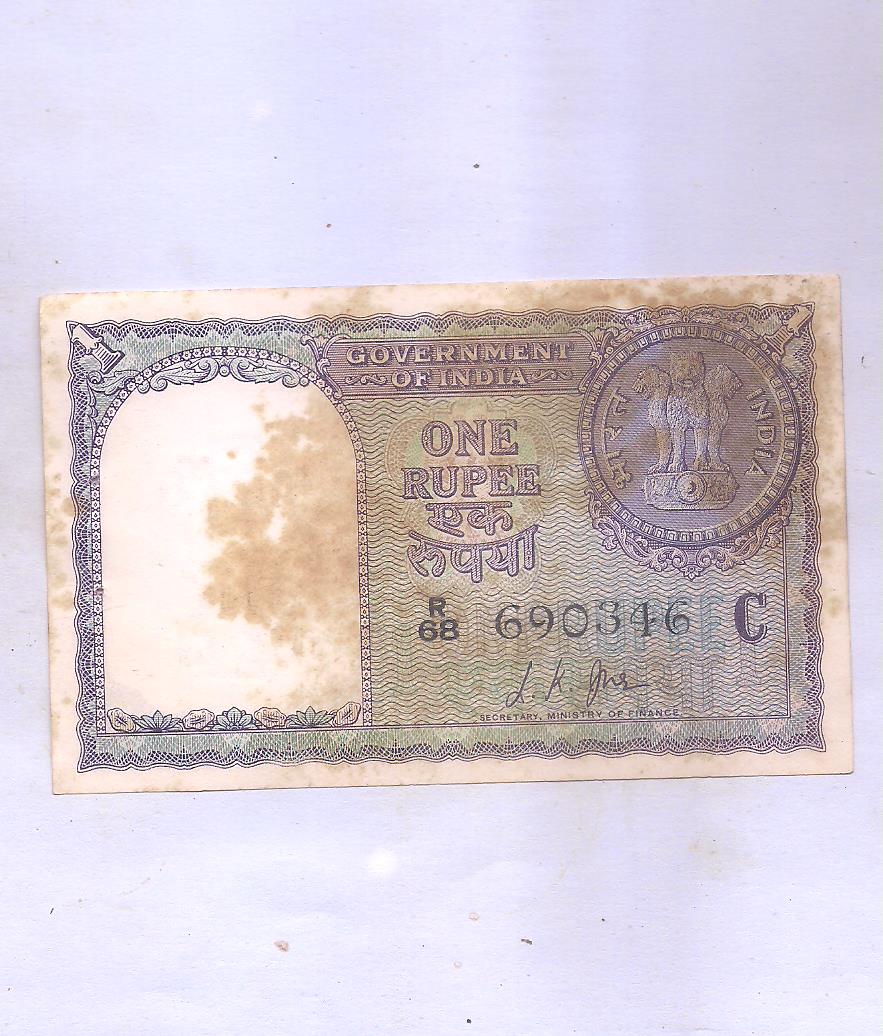 GOVERNMENT
OF INDIA
ONE
RUPEE
एक
रुपया
भारत
INDIA
R
68 690346 C
SECRETARY, MINISTRY OF FINANCE